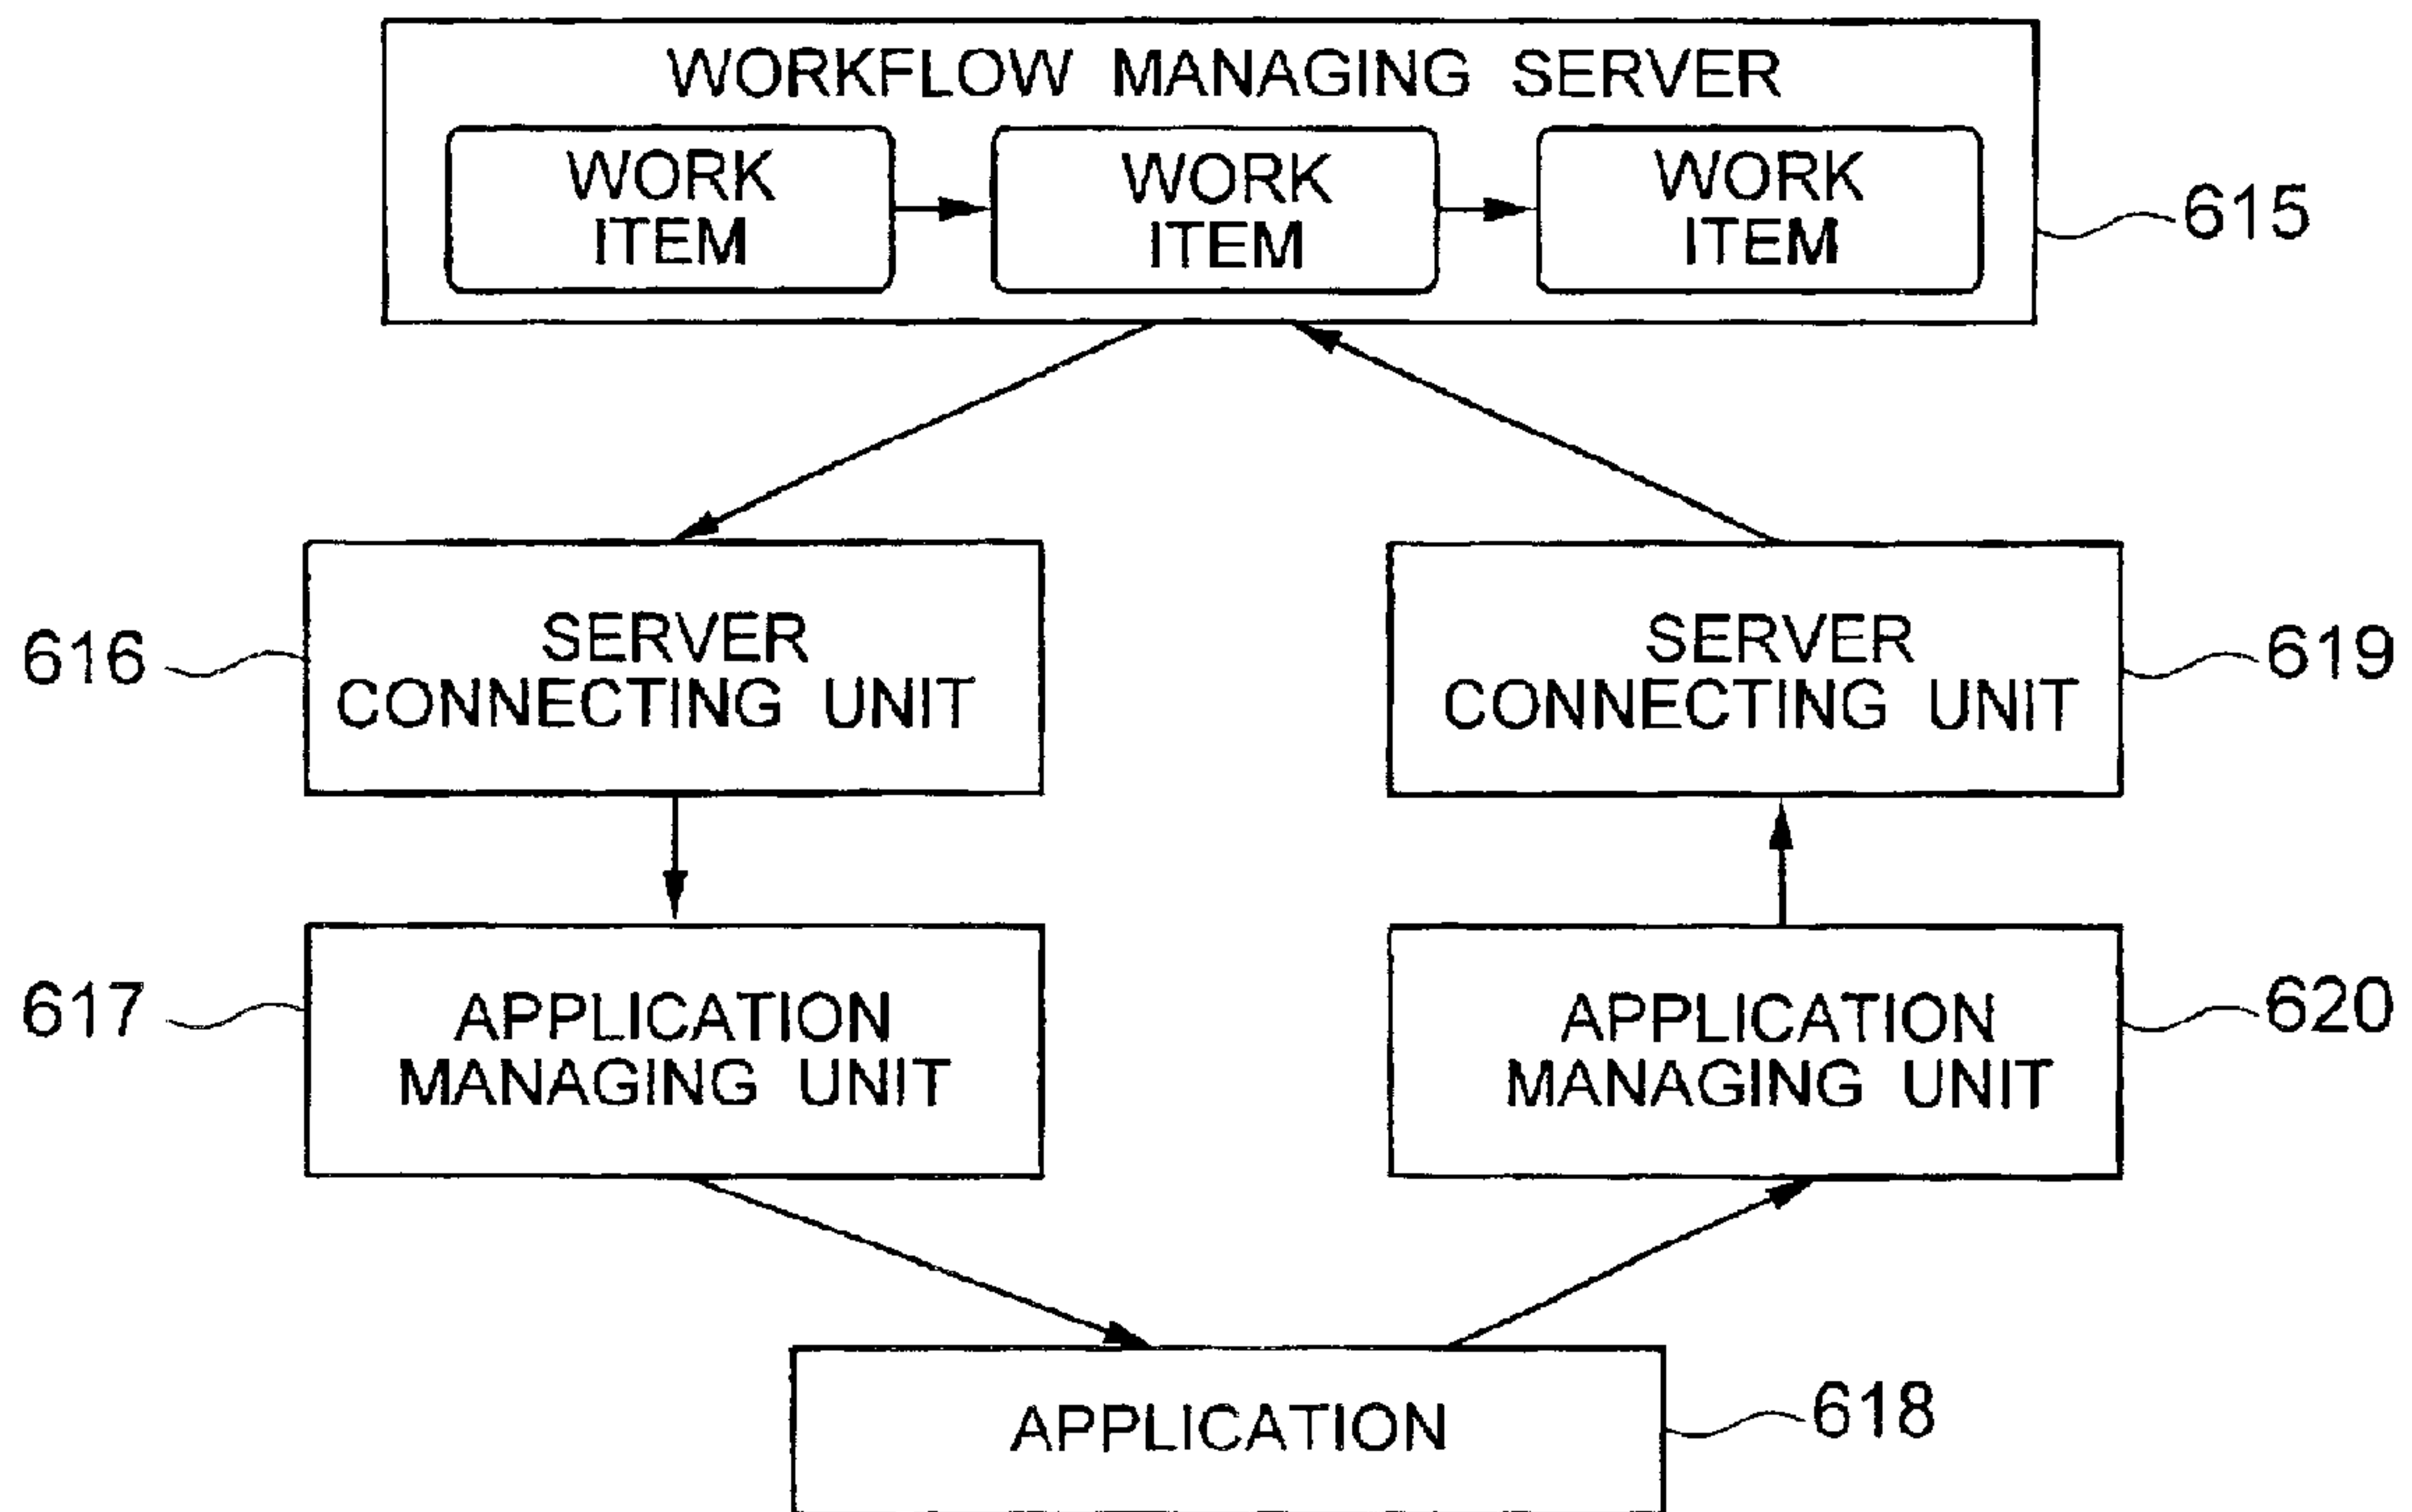 WORKFLOW MANAGING SERVER
WORK
ITEM
WORK
ITEM
WORK
ITEM
615
SERVER
CONNECTING UNIT
616
SERVER
CONNECTING UNIT
619
APPLICATION
MANAGING UNIT
617
APPLICATION
MANAGING UNIT
620
APPLICATION
618